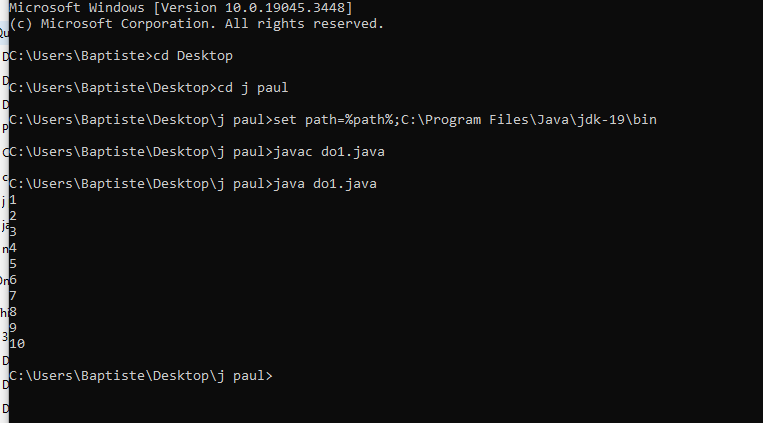 Microsoft Windows [Version 10.0.19045.3448]
(c) Microsoft Corporation. All rights reserved.
C:\Users\Baptiste>cd Desktop
C:\Users\Baptiste\Desktop>cd j paul
C:\Users\Baptiste\Desktop\j paul>set path=%path%;C:\Program Files\Java\jdk-19\bin
C:\Users\Baptiste\Desktop\j paul>javac do1.java
C:\Users\Baptiste\Desktop\j paul>java do1.java
1
2
3
4
5
6
7
8
9
10
C:\Users\Baptiste\Desktop\j paul>